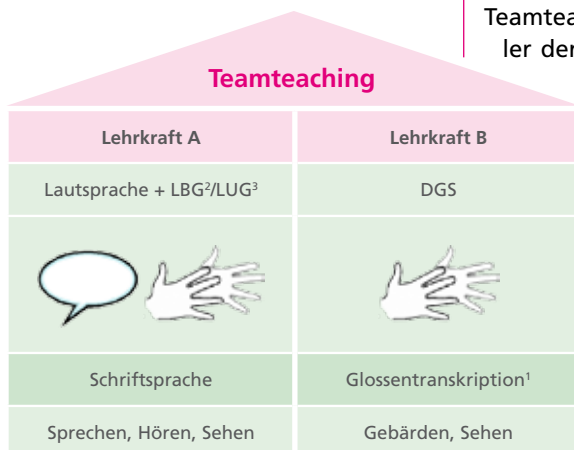 Teamtea
ler der
Teamteaching
Lehrkraft A
Lehrkraft B
Lautsprache + LBG²/LUG³
DGS
Schriftsprache
Glossentranskription¹
Sprechen, Hören, Sehen
Gebärden, Sehen